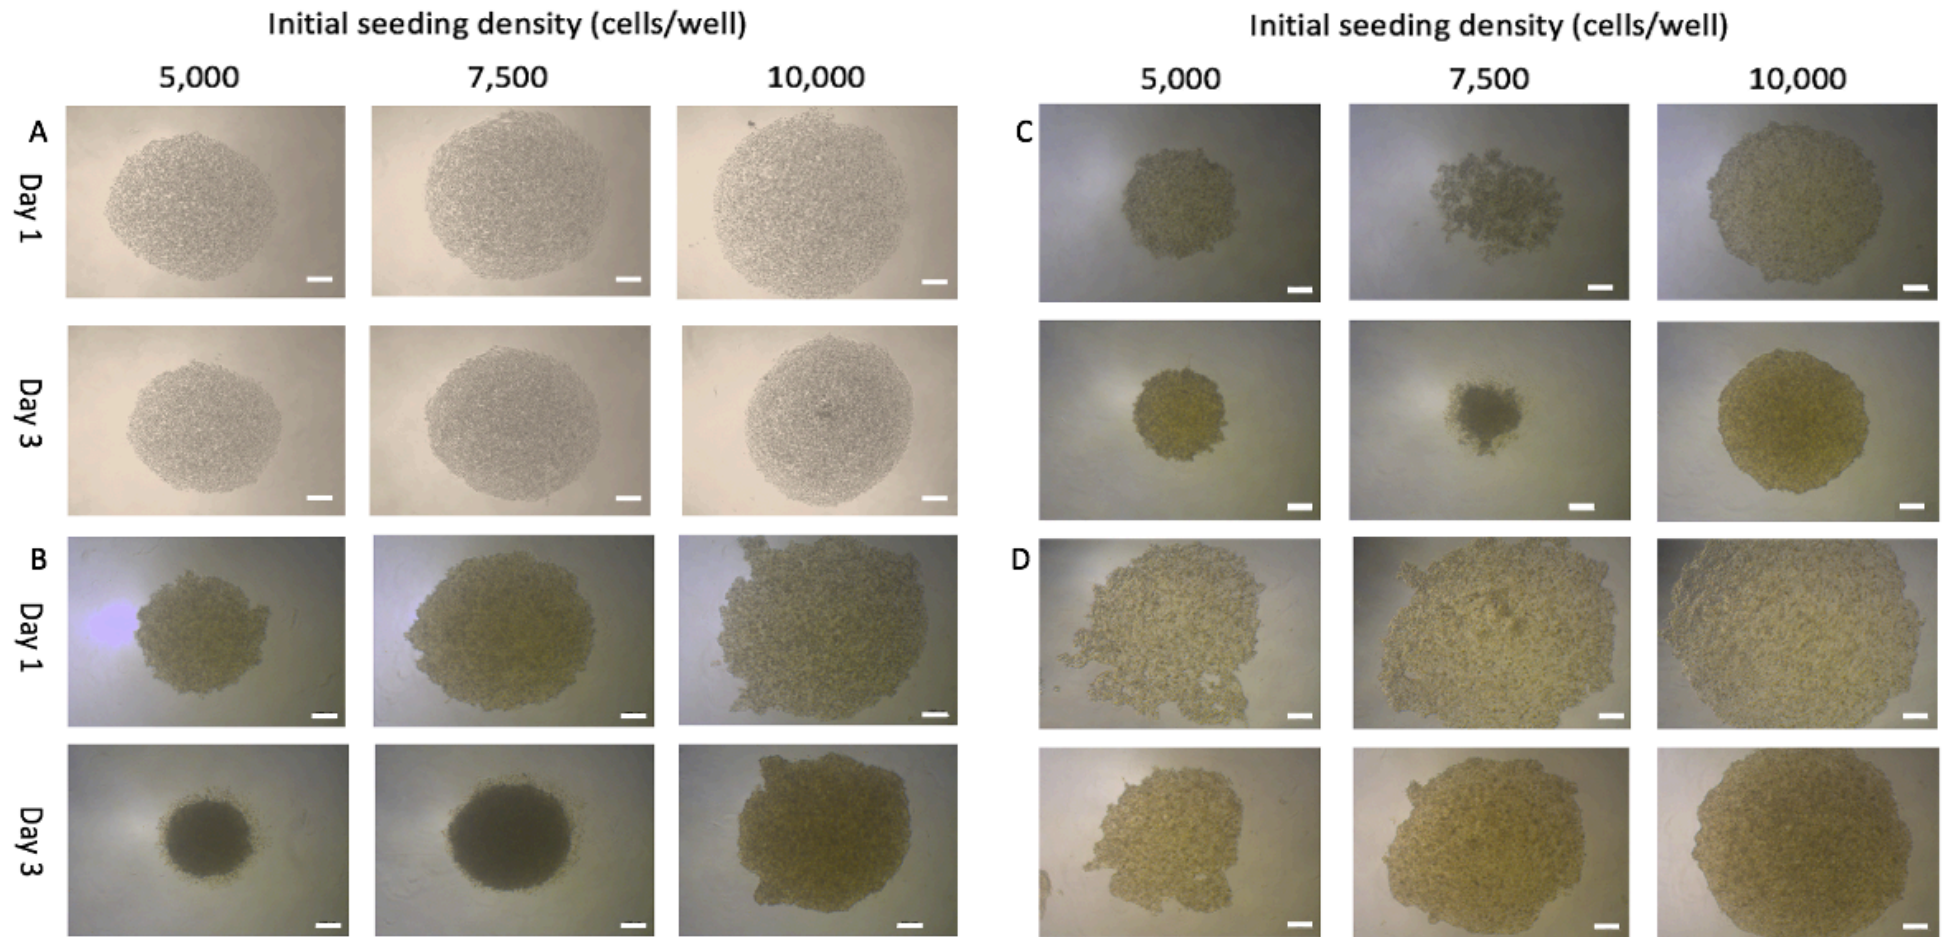 Initial seeding density (cells/well)
5,000 7,500 10,000
A
Day 1
Day 3
B
Day 1
Day 3
Initial seeding density (cells/well)
5,000 7,500 10,000
C
D